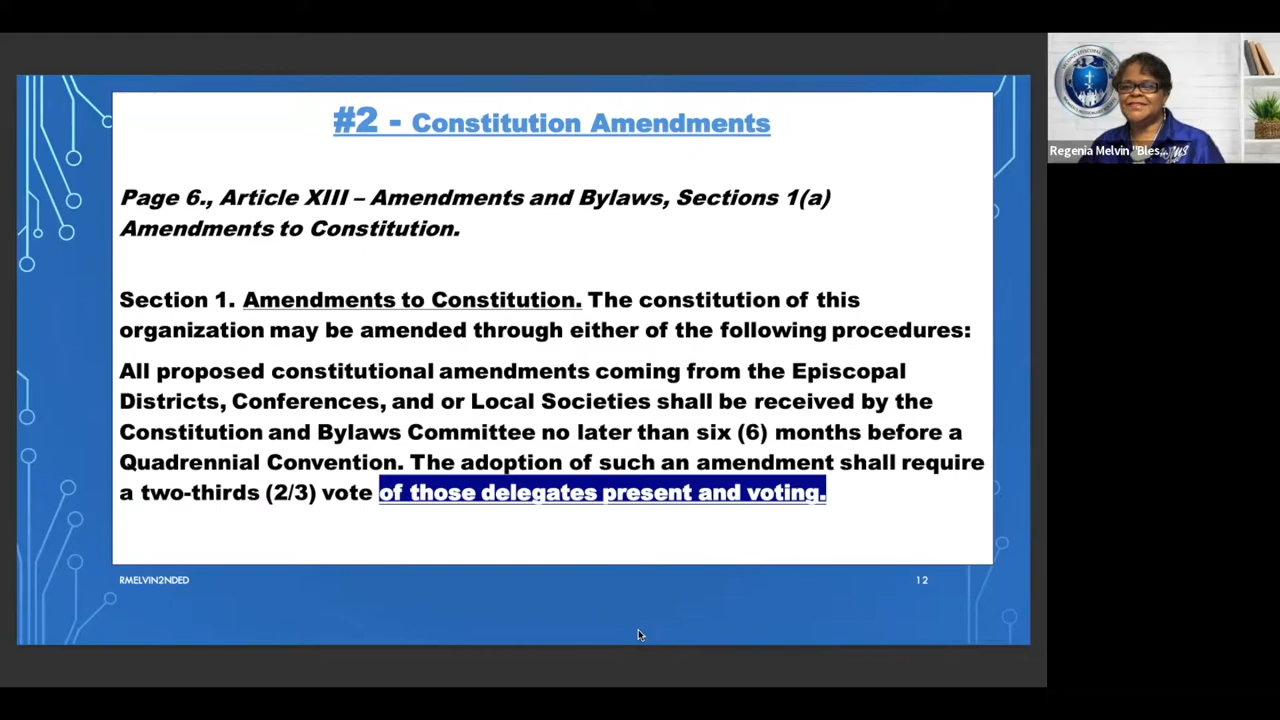 #2 - Constitution Amendments
Page 6., Article XIII – Amendments and Bylaws, Sections 1(a)
Amendments to Constitution.
Section 1. Amendments to Constitution. The constitution of this
organization may be amended through either of the following procedures:
All proposed constitutional amendments coming from the Episcopal
Districts, Conferences, and or Local Societies shall be received by the
Constitution and Bylaws Committee no later than six (6) months before a
Quadrennial Convention. The adoption of such an amendment shall require
a two-thirds (2/3) vote of those delegates present and voting.
RMELVIN2NDED
12
Regenia Melvin "Bles...